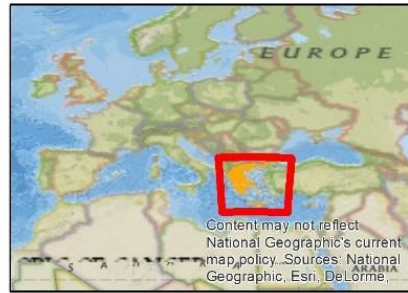 EUROPE
Content may not reflect
National Geographic's current
map policy. Sources: National
Geographic, Esri, DeLorme,
ARABIA